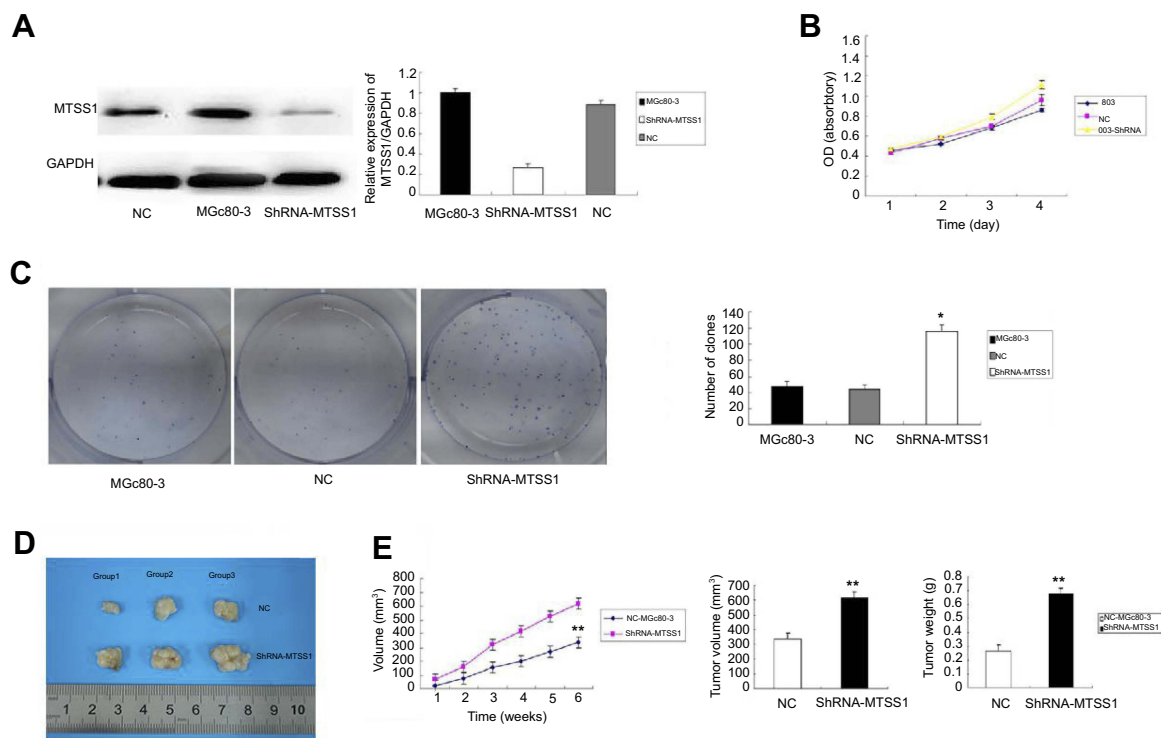 A
MTSS1
GAPDH
NC MGc80-3 ShRNA-MTSS1
Relative expression of
MTSS1/GAPDH
1.2
1
0.8
0.6
0.4
0.2
0
MGc80-3 ShRNA-MTSS1 NC
MGc80-3
ShRNA-MTSS1
NC
B
OD (absorbtory)
1.6
1.4
1.2
1.0
0.8
0.6
0.4
0.2
0
1 2 3 4
Time (day)
803
NC
003-ShRNA
C
MGc80-3 NC ShRNA-MTSS1
Number of clones
140
120
100
80
60
40
20
0
*
MGc80-3 NC ShRNA-MTSS1
MGc80-3
NC
ShRNA-MTSS1
D
Group1 Group2 Group3
NC
ShRNA-MTSS1
1 2 3 4 5 6 7 8 9 10
E
Volume (mm³)
800
700
600
500
400
300
200
100
0
**
1 2 3 4 5 6
Time (weeks)
NC-MGc80-3
ShRNA-MTSS1
Tumor volume (mm³)
700
600
500
400
300
200
100
0
**
NC ShRNA-MTSS1
Tumor weight (g)
0.8
0.7
0.6
0.5
0.4
0.3
0.2
0.1
0
**
NC ShRNA-MTSS1
NC-MGc80-3
ShRNA-MTSS1